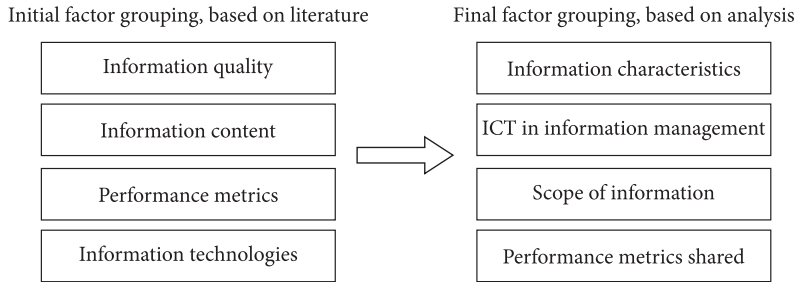 Initial factor grouping, based on literature
Information quality
Information content
Performance metrics
Information technologies
Final factor grouping, based on analysis
Information characteristics
ICT in information management
Scope of information
Performance metrics shared